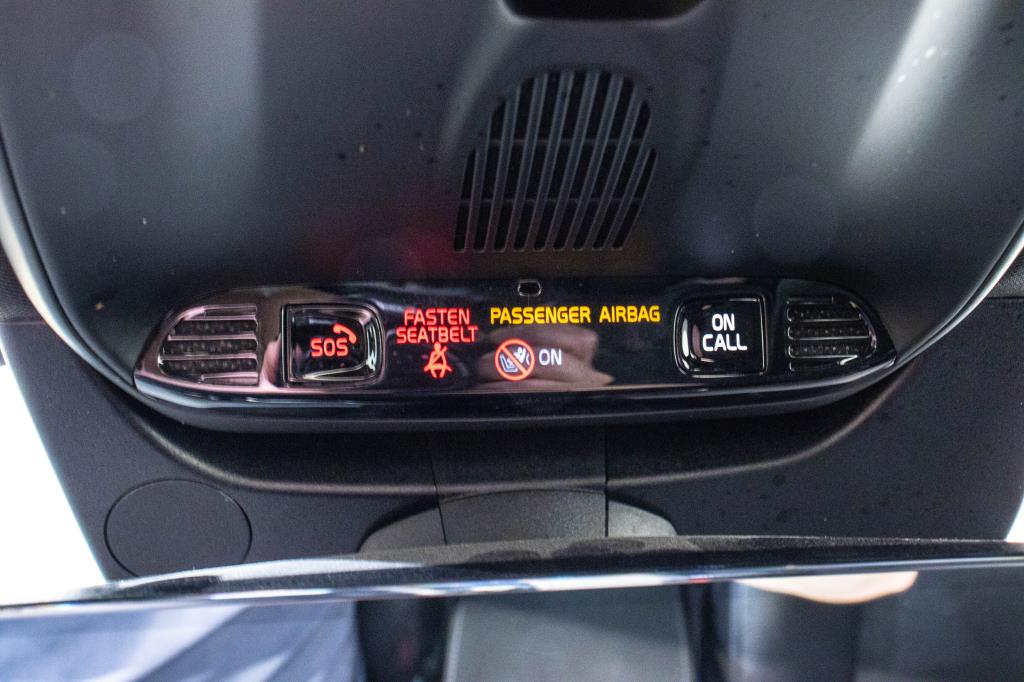 SOS
FASTEN
SEATBELT
PASSENGER AIRBAG
ON
ON
CALL